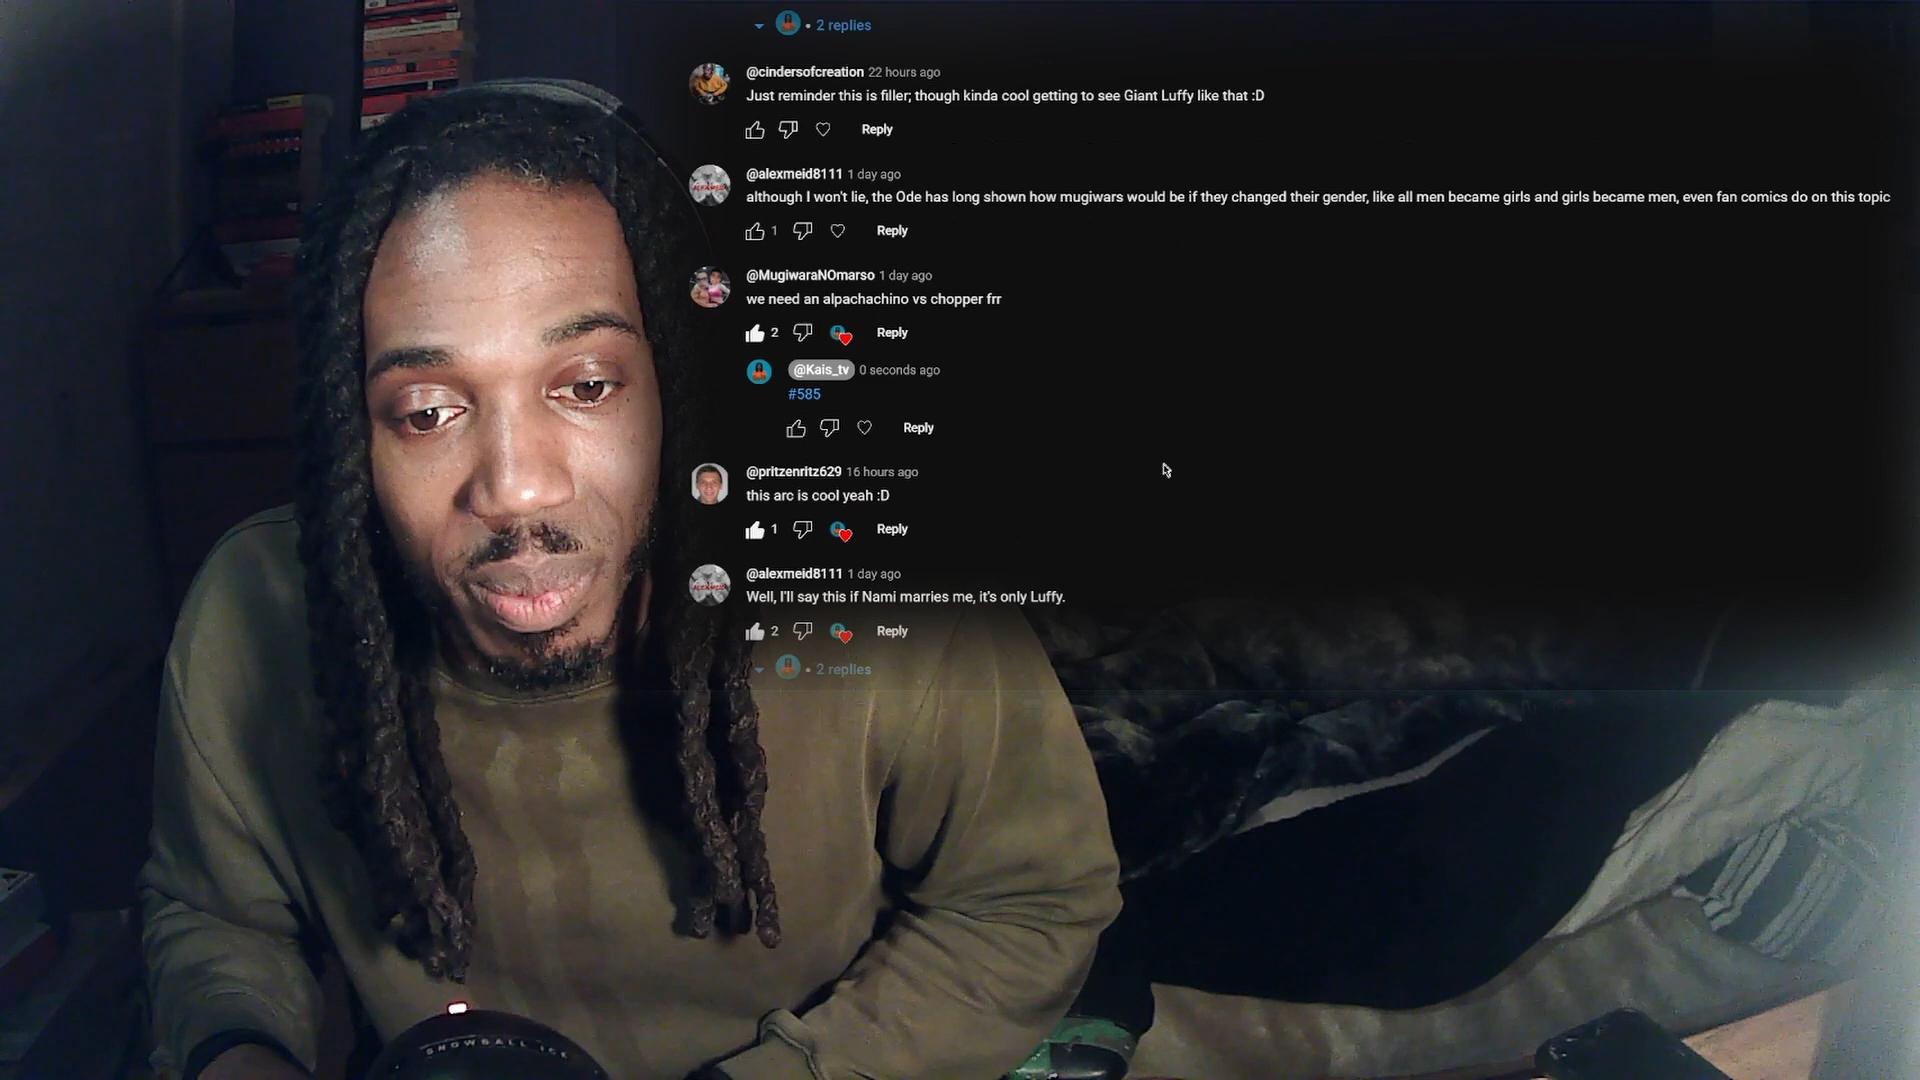 2 replies
@cindersofcreation 22 hours ago
Just reminder this is filler; though kinda cool getting to see Giant Luffy like that :D
Reply
@alexmeid8111 1 day ago
although I won't lie, the Ode has long shown how mugiwars would be if they changed their gender, like all men became girls and girls became men, even fan comics do on this topic
1 Reply
@MugiwaraNOmarso 1 day ago
we need an alpachachino vs chopper frr
2 Reply
@Kais_tv 0 seconds ago
#585
Reply
@pritzenritz629 16 hours ago
this arc is cool yeah :D
1 Reply
@alexmeid8111 1 day ago
Well, I'll say this if Nami marries me, it's only Luffy.
2 Reply
2 replies
SNOWBALL ICE